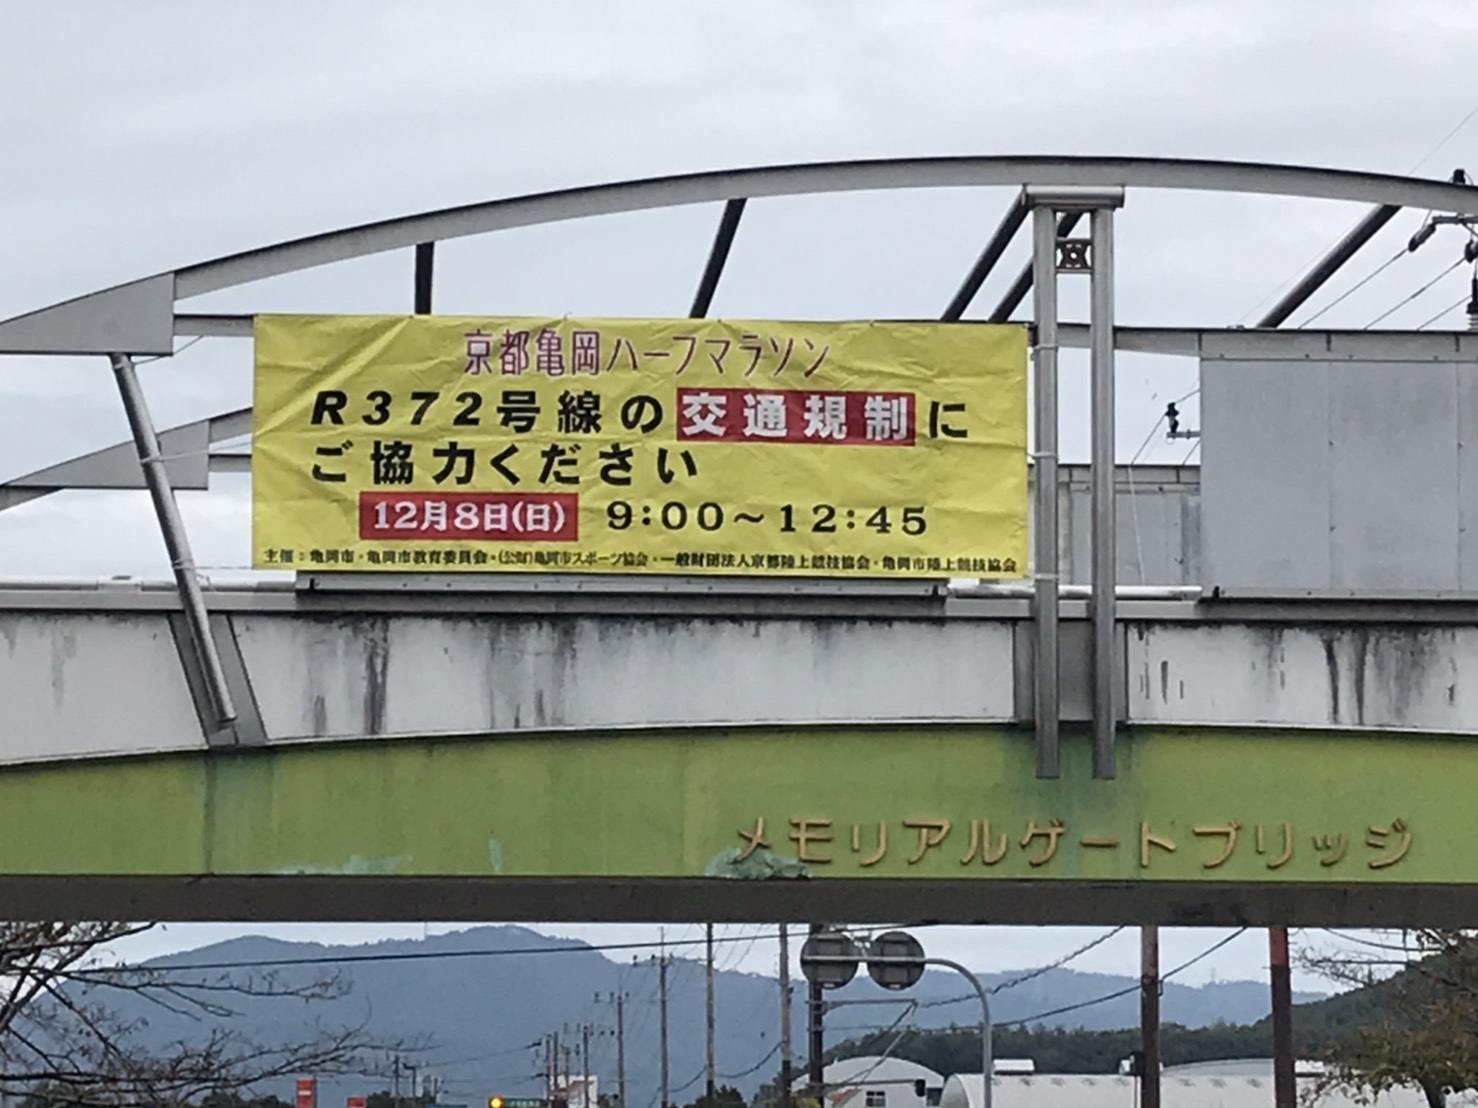 京都亀岡ハーフマラソン
R372号線の交通規制に
ご協力ください
12月8日(日) 9:00～12:45
主催：亀岡市・亀岡市教育委員会・(公財)亀岡市スポーツ協会・一般財団法人京都陸上競技協会・亀岡市陸上競技協会
メモリアルゲートブリッジ